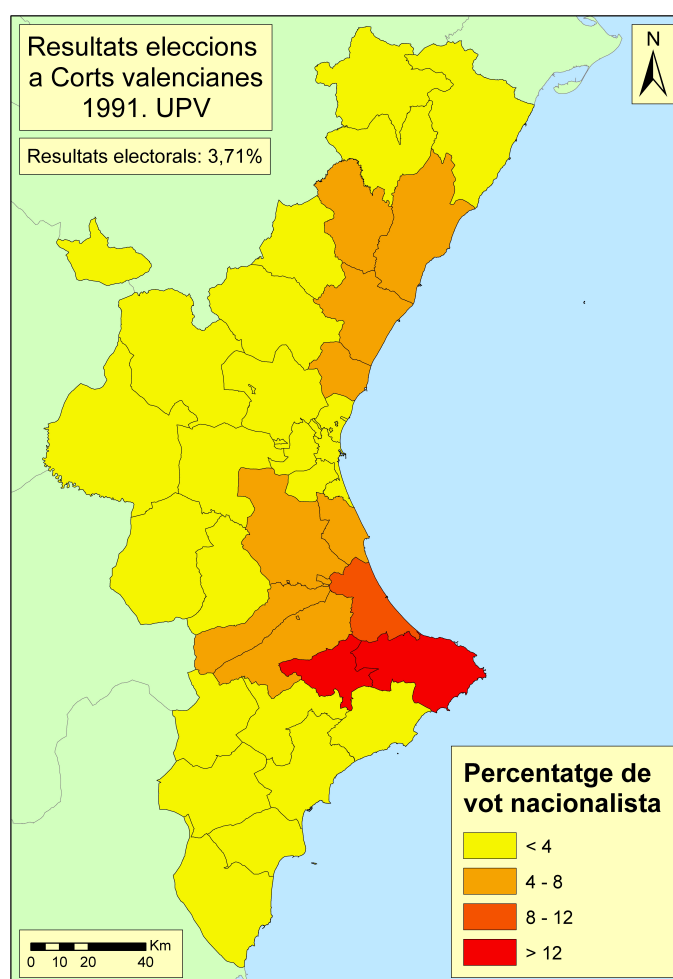 Resultats eleccions
a Corts valencianes
1991. UPV
Resultats electorals: 3,71%
N
Percentatge de
vot nacionalista
< 4
4 - 8
8 - 12
> 12
Km
0 10 20 40